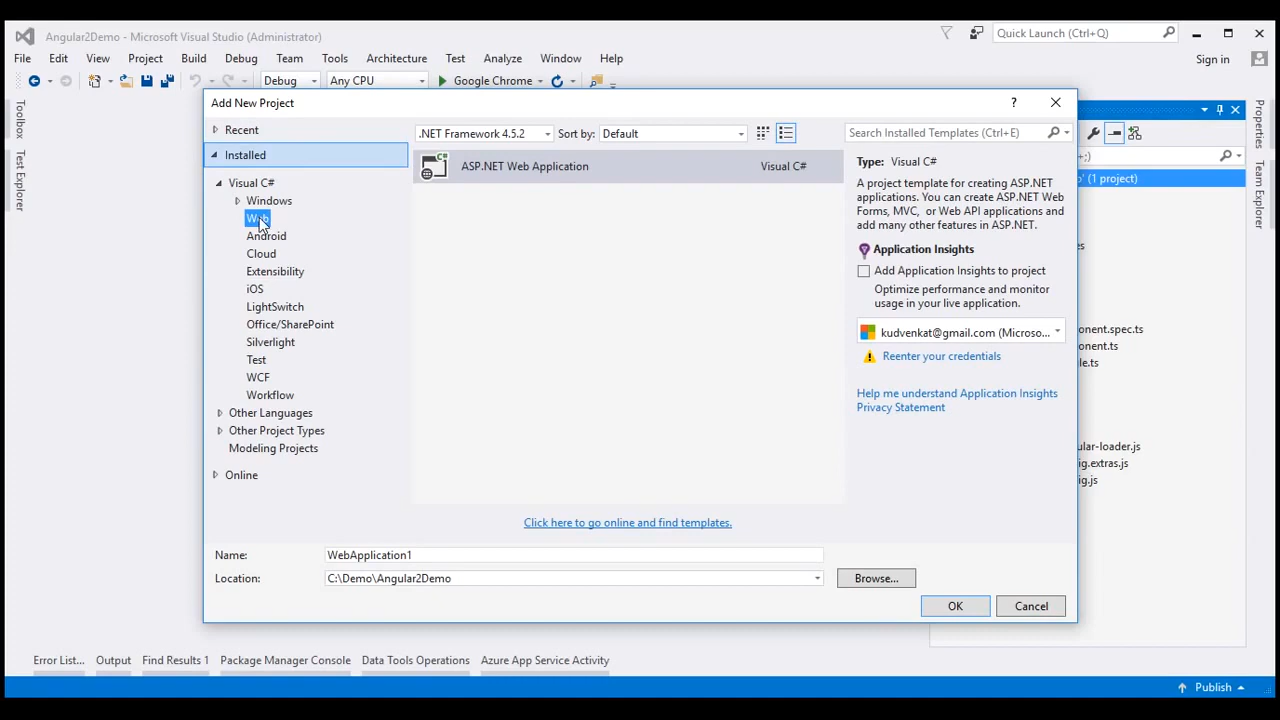 Angular2Demo - Microsoft Visual Studio (Administrator)
Quick Launch (Ctrl+Q)
File Edit View Project Build Debug Team Tools Architecture Test Analyze Window Help
Sign in
Debug Any CPU Google Chrome
Toolbox
Test Explorer
Add New Project
?
Recent
Installed
Visual C#
Windows
Web
Android
Cloud
Extensibility
iOS
LightSwitch
Office/SharePoint
Silverlight
Test
WCF
Workflow
Other Languages
Other Project Types
Modeling Projects
Online
.NET Framework 4.5.2 Sort by: Default
ASP.NET Web Application Visual C#
Click here to go online and find templates.
Search Installed Templates (Ctrl+E)
Type: Visual C#
A project template for creating ASP.NET
applications. You can create ASP.NET Web
Forms, MVC, or Web API applications and
add many other features in ASP.NET.
Application Insights
Add Application Insights to project
Optimize performance and monitor
usage in your live application.
kudvenkat@gmail.com (Microso...
Reenter your credentials
Help me understand Application Insights
Privacy Statement
Name: WebApplication1
Location: C:\Demo\Angular2Demo Browse...
OK Cancel
+;)
o' (1 project)
onent.spec.ts
ponent.ts
le.ts
ular-loader.js
ig.extras.js
ig.js
Properties
Team Explorer
Error List... Output Find Results 1 Package Manager Console Data Tools Operations Azure App Service Activity
Publish